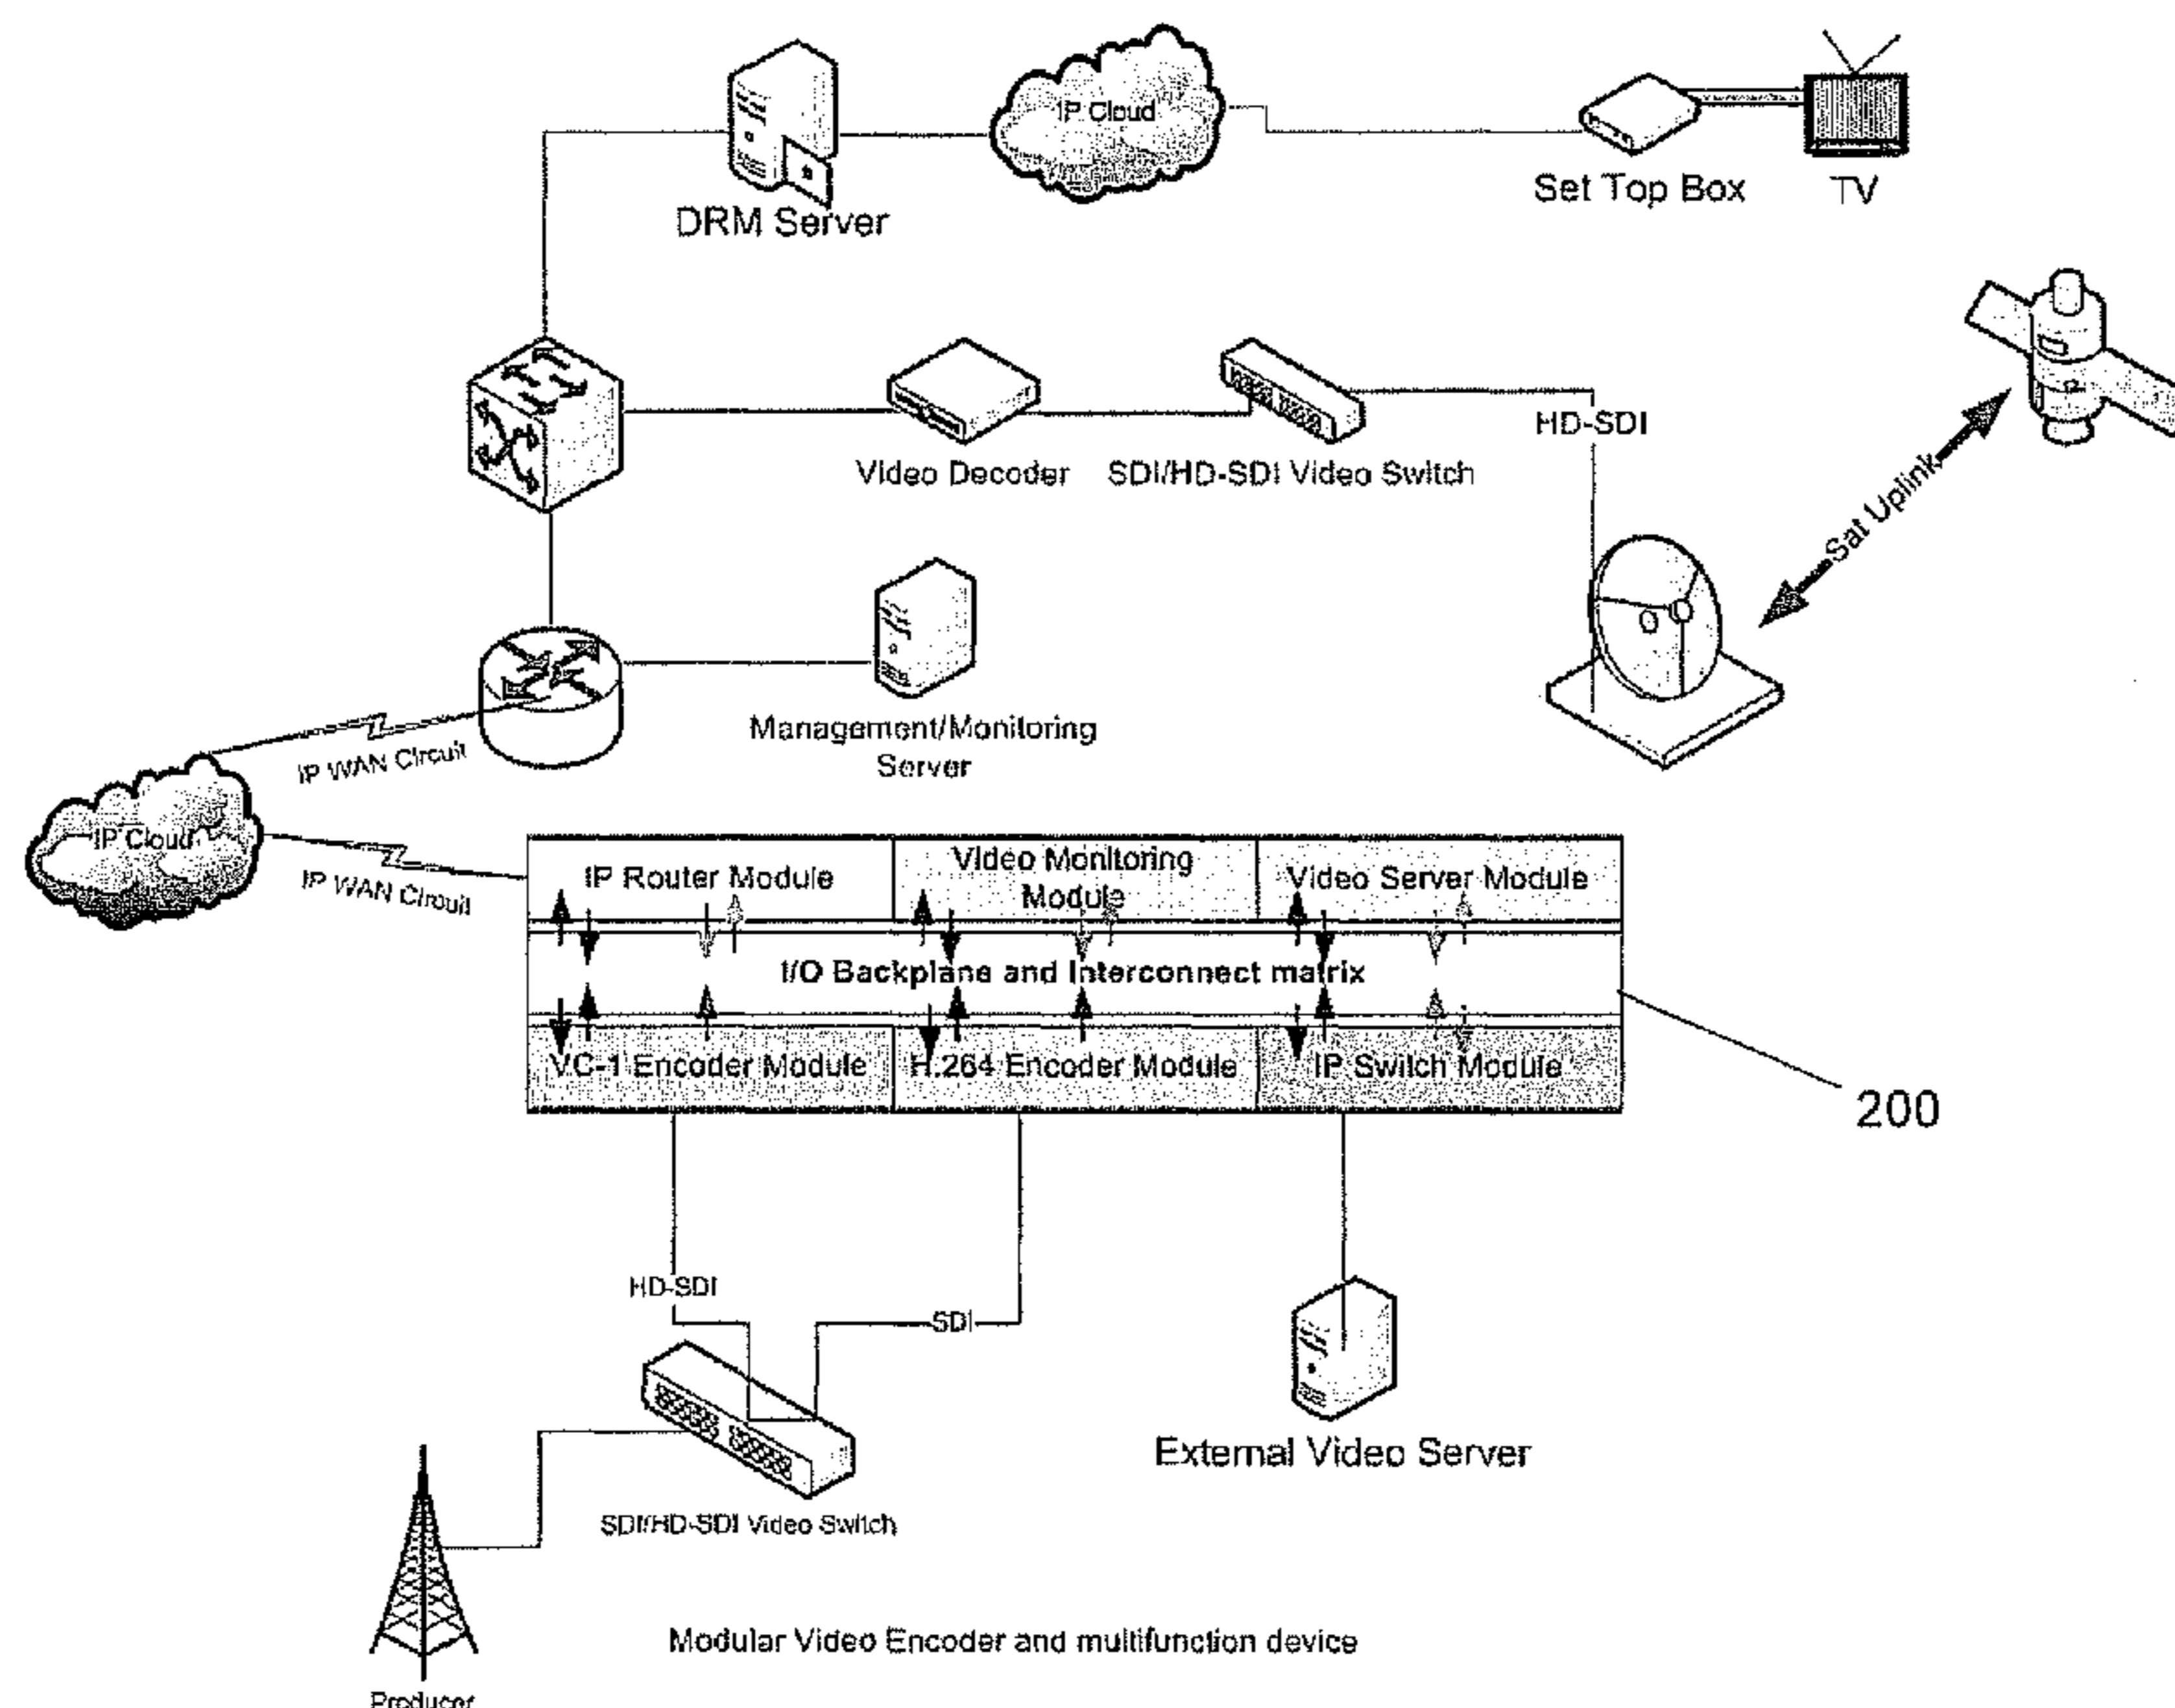 IP Cloud
DRM Server
Set Top Box
TV
Video Decoder
SDI/HD-SDI Video Switch
HD-SDI
Sat Uplink
Management/Monitoring
Server
IP WAN Circuit
IP Cloud
IP WAN Circuit
IP Router Module
Video Monitoring
Module
Video Server Module
I/O Backplane and Interconnect matrix
VC-1 Encoder Module
H.264 Encoder Module
IP Switch Module
200
HD-SDI
SDI
SDI/HD-SDI Video Switch
External Video Server
Producer
Modular Video Encoder and multifunction device